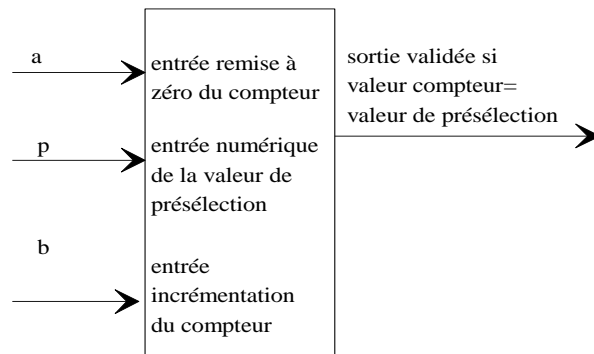 a
entrée remise à
zéro du compteur
p
entrée numérique
de la valeur de
présélection
b
entrée
incrémentation
du compteur
sortie validée si
valeur compteur=
valeur de présélection